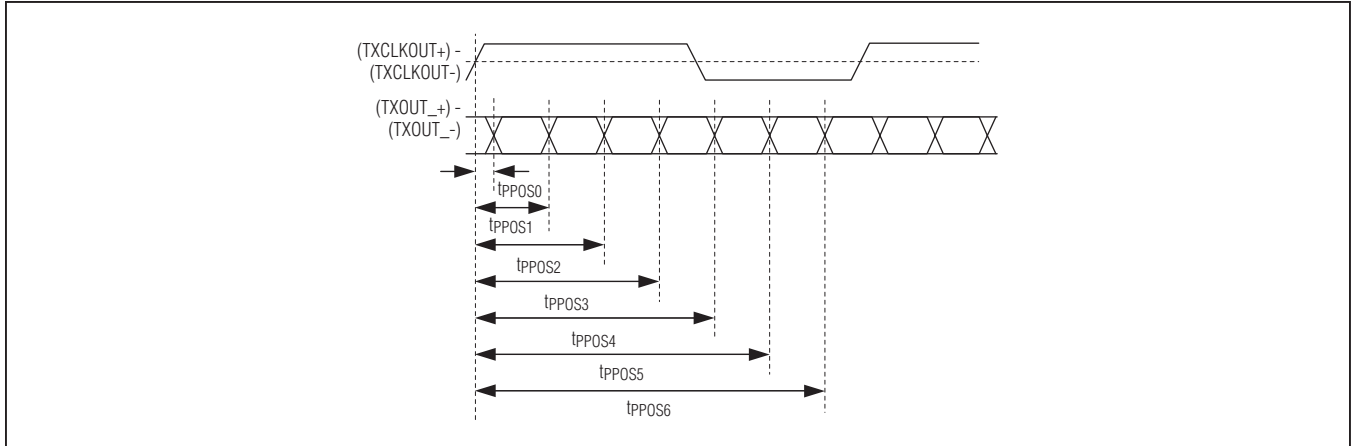 (TXCLKOUT+) -
(TXCLKOUT-)
(TXOUT_+) -
(TXOUT_-)
tPPOS0
tPPOS1
tPPOS2
tPPOS3
tPPOS4
tPPOS5
tPPOS6